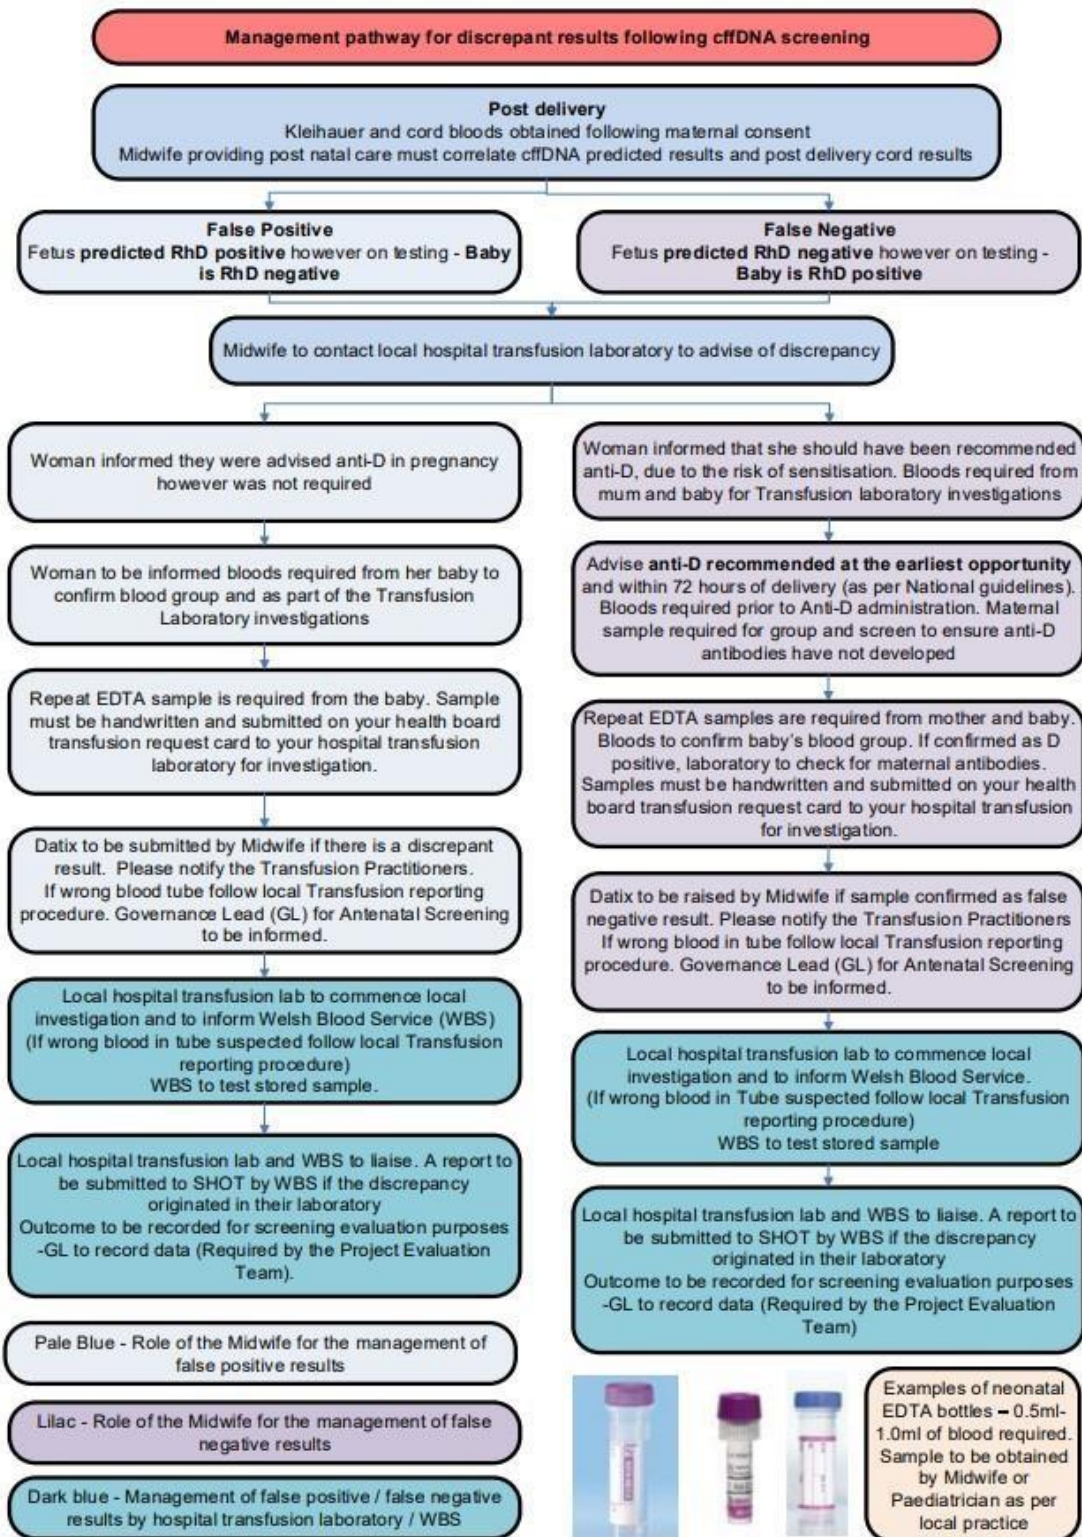 Management pathway for discrepant results following cffDNA screening
Post delivery
Kleihauer and cord bloods obtained following maternal consent
Midwife providing post natal care must correlate cffDNA predicted results and post delivery cord results
False Positive
Fetus predicted RhD positive however on testing - Baby
is RhD negative
False Negative
Fetus predicted RhD negative however on testing -
Baby is RhD positive
Midwife to contact local hospital transfusion laboratory to advise of discrepancy
Woman informed they were advised anti-D in pregnancy
however was not required
Woman to be informed bloods required from her baby to
confirm blood group and as part of the Transfusion
Laboratory investigations
Repeat EDTA sample is required from the baby. Sample
must be handwritten and submitted on your health board
transfusion request card to your hospital transfusion
laboratory for investigation.
Datix to be submitted by Midwife if there is a discrepant
result. Please notify the Transfusion Practitioners.
If wrong blood tube follow local Transfusion reporting
procedure. Governance Lead (GL) for Antenatal Screening
to be informed.
Local hospital transfusion lab to commence local
investigation and to inform Welsh Blood Service (WBS)
(If wrong blood in tube suspected follow local Transfusion
reporting procedure)
WBS to test stored sample.
Local hospital transfusion lab and WBS to liaise. A report to
be submitted to SHOT by WBS if the discrepancy
originated in their laboratory
Outcome to be recorded for screening evaluation purposes
-GL to record data (Required by the Project Evaluation
Team).
Woman informed that she should have been recommended
anti-D, due to the risk of sensitisation. Bloods required from
mum and baby for Transfusion laboratory investigations
Advise anti-D recommended at the earliest opportunity
and within 72 hours of delivery (as per National guidelines).
Bloods required prior to Anti-D administration. Maternal
sample required for group and screen to ensure anti-D
antibodies have not developed
Repeat EDTA samples are required from mother and baby.
Bloods to confirm baby's blood group. If confirmed as D
positive, laboratory to check for maternal antibodies.
Samples must be handwritten and submitted on your health
board transfusion request card to your hospital transfusion
for investigation.
Datix to be raised by Midwife if sample confirmed as false
negative result. Please notify the Transfusion Practitioners
If wrong blood in tube follow local Transfusion reporting
procedure. Governance Lead (GL) for Antenatal Screening
to be informed.
Local hospital transfusion lab to commence local
investigation and to inform Welsh Blood Service.
(If wrong blood in Tube suspected follow local Transfusion
reporting procedure)
WBS to test stored sample
Local hospital transfusion lab and WBS to liaise. A report to
be submitted to SHOT by WBS if the discrepancy
originated in their laboratory
Outcome to be recorded for screening evaluation purposes
-GL to record data (Required by the Project Evaluation
Team)
Pale Blue - Role of the Midwife for the management of
false positive results
Lilac - Role of the Midwife for the management of false
negative results
Dark blue - Management of false positive / false negative
results by hospital transfusion laboratory / WBS
Examples of neonatal
EDTA bottles – 0.5ml-
1.0ml of blood required.
Sample to be obtained
by Midwife or
Paediatrician as per
local practice